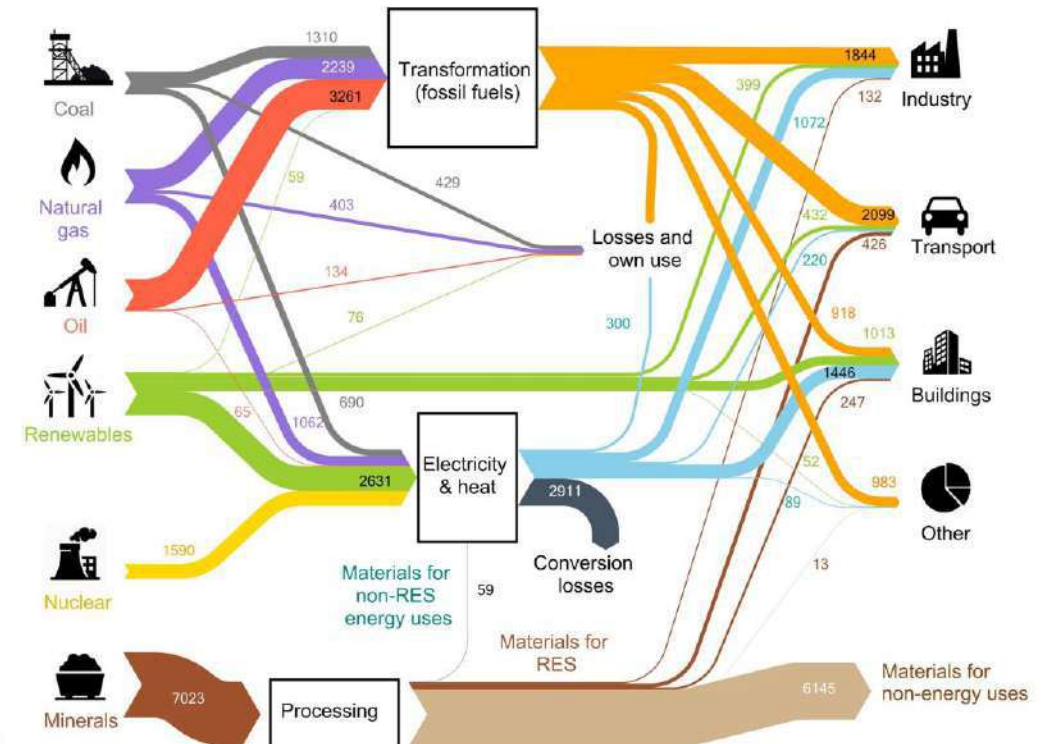 1310
2239
3261
Transformation
(fossil fuels)
1844
399
132
Industry
1072
Coal
59
429
403
Natural
gas
432
2099
426
Transport
220
Losses and
own use
134
Oil
76
300
918
1013
1446
Buildings
247
Renewables
65
690
1062
Electricity
& heat
2631
2911
52
89
983
Other
1590
Conversion
losses
13
Nuclear
Materials for
non-RES
energy uses
59
Materials for
RES
Minerals
7023
Processing
6145
Materials for
non-energy uses